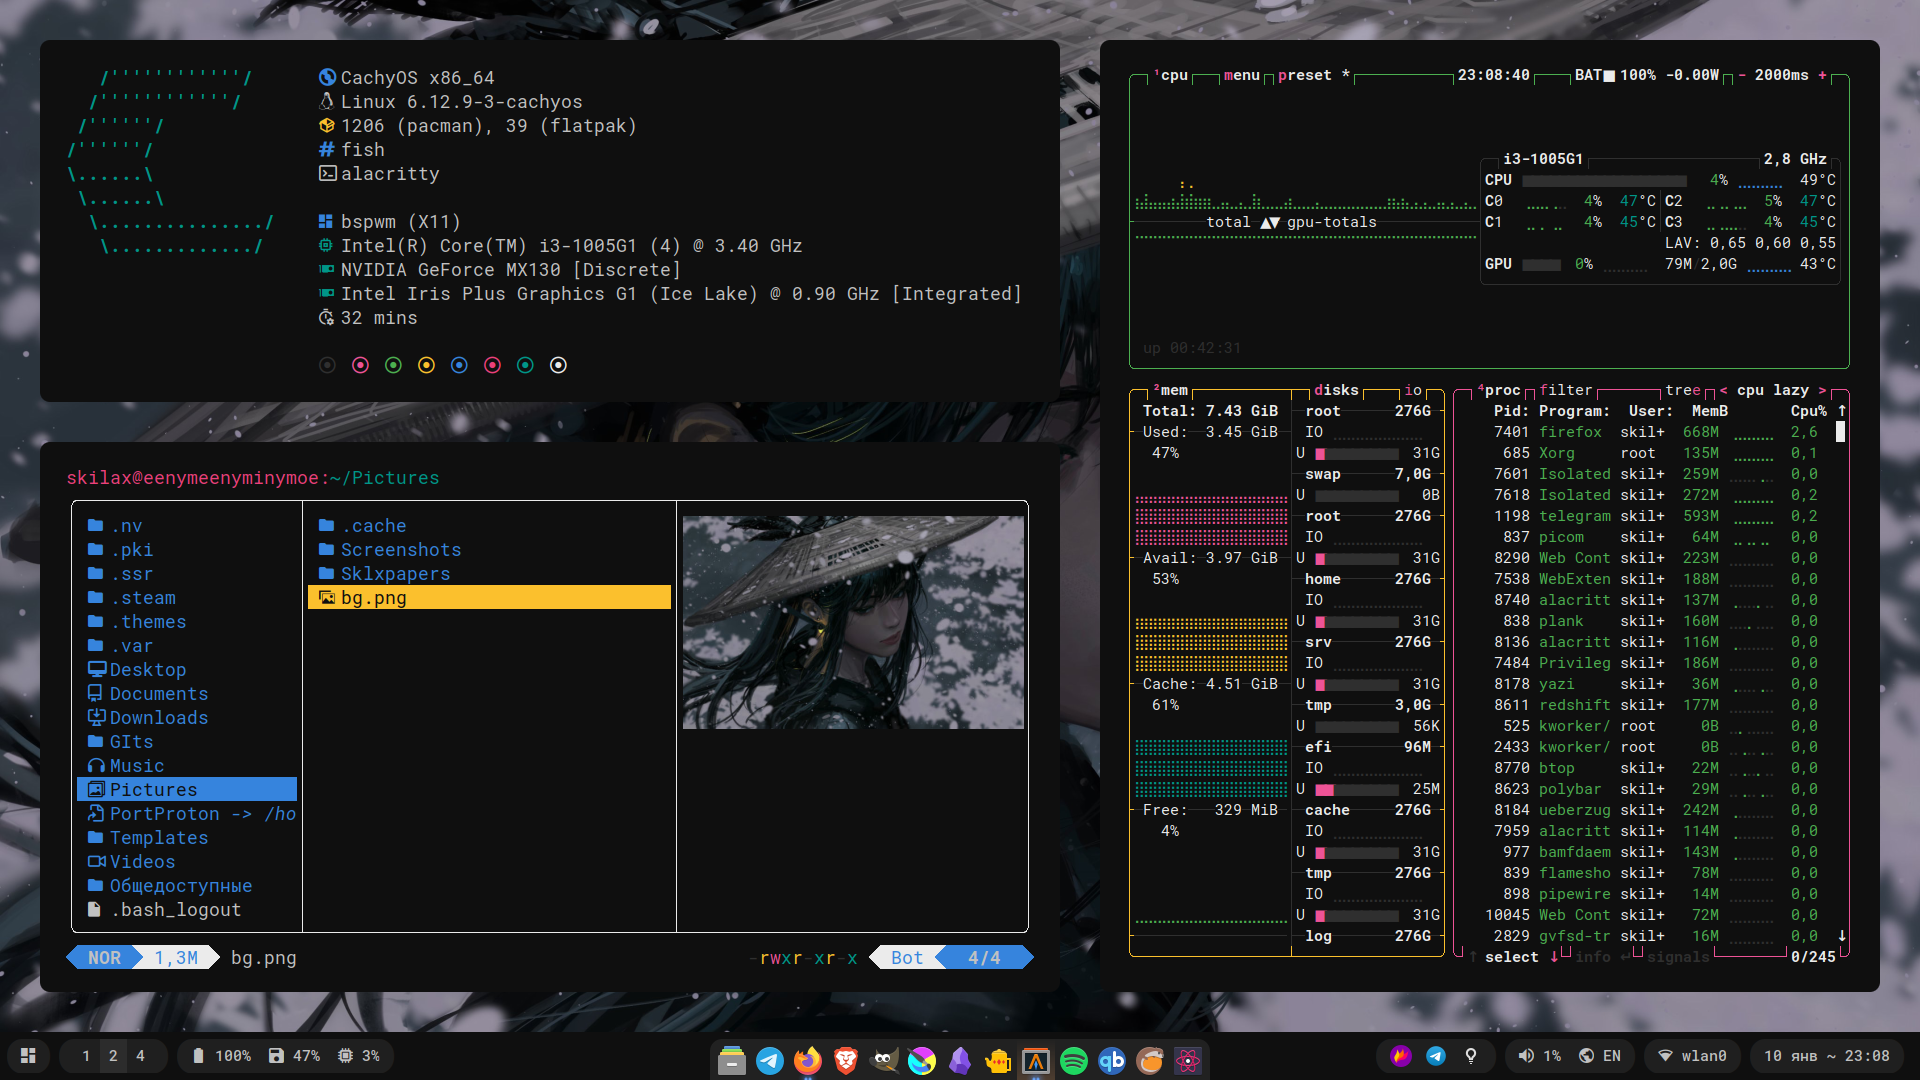 CachyOS x86_64
Linux 6.12.9-3-cachyos
1206 (pacman), 39 (flatpak)
fish
alacritty
bspwm (X11)
Intel(R) Core(TM) i3-1005G1 (4) @ 3.40 GHz
NVIDIA GeForce MX130 [Discrete]
Intel Iris Plus Graphics G1 (Ice Lake) @ 0.90 GHz [Integrated]
32 mins
skilax@eenymeenyminymoe:~/Pictures
.nv
.pki
.ssr
.steam
.themes
.var
Desktop
Documents
Downloads
GIts
Music
Pictures
PortProton -> /ho
Templates
Videos
Общедоступные
.bash_logout
.cache
Screenshots
Sklxpapers
bg.png
NOR 1,3M bg.png
-rwxr-xr-x Bot 4/4
¹cpu menu preset * 23:08:40 BAT■ 100% -0.00W - 2000ms +
i3-1005G1 2,8 GHz
CPU 4% 49°C
C0 4% 47°C C2 5% 47°C
C1 4% 45°C C3 4% 45°C
LAV: 0,65 0,60 0,55
GPU 0% 79M/2,0G 43°C
total ▲▼ gpu-totals
up 00:42:31
²mem
Total: 7.43 GiB
Used: 3.45 GiB
47%
Avail: 3.97 GiB
53%
Cache: 4.51 GiB
61%
Free: 329 MiB
4%
disks io
root 276G
IO
U 31G
swap 7,0G
U 0B
root 276G
IO
U 31G
home 276G
IO
U 31G
srv 276G
IO
U 31G
tmp 3,0G
U 56K
efi 96M
IO
U 25M
cache 276G
IO
U 31G
tmp 276G
IO
U 31G
log 276G
⁴proc filter tree < cpu lazy >
Pid: Program: User: MemB Cpu% ↑
7401 firefox skil+ 668M 2,6
685 Xorg root 135M 0,1
7601 Isolated skil+ 259M 0,0
7618 Isolated skil+ 272M 0,2
1198 telegram skil+ 593M 0,2
837 picom skil+ 64M 0,0
8290 Web Cont skil+ 223M 0,0
7538 WebExten skil+ 188M 0,0
8740 alacritt skil+ 137M 0,0
838 plank skil+ 160M 0,0
8136 alacritt skil+ 116M 0,0
7484 Privileg skil+ 186M 0,0
8178 yazi skil+ 36M 0,0
8611 redshift skil+ 177M 0,0
525 kworker/ root 0B 0,0
2433 kworker/ root 0B 0,0
8770 btop skil+ 22M 0,0
8623 polybar skil+ 29M 0,0
8184 ueberzug skil+ 242M 0,0
7959 alacritt skil+ 114M 0,0
977 bamfdaem skil+ 143M 0,0
839 flamesho skil+ 78M 0,0
898 pipewire skil+ 14M 0,0
10045 Web Cont skil+ 72M 0,0
2829 gvfsd-tr skil+ 16M 0,0 ↓
↑ select ↓ info ↵ signals 0/245
1 2 4
100% 47% 3%
qb
1% EN wlan0 10 янв ~ 23:08